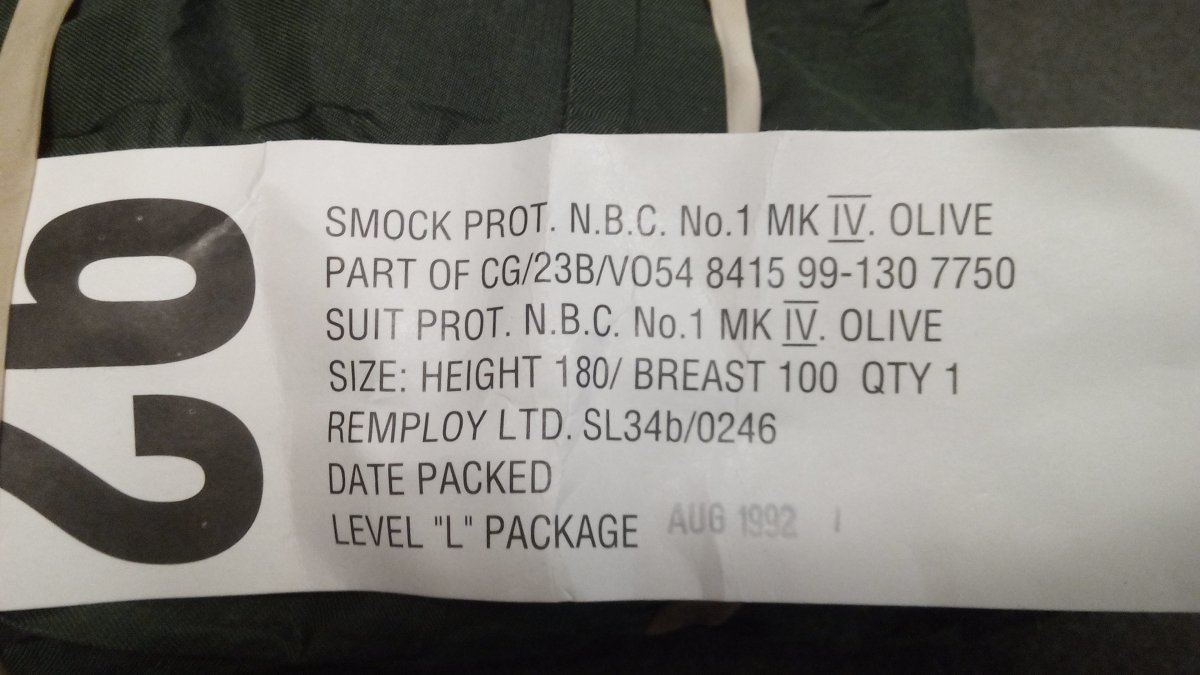 92
SMOCK PROT. N.B.C. No.1 MK IV. OLIVE
PART OF CG/23B/VO54 8415 99-130 7750
SUIT PROT. N.B.C. No.1 MK IV. OLIVE
SIZE: HEIGHT 180/ BREAST 100 QTY 1
REMPLOY LTD. SL34b/0246
DATE PACKED
LEVEL "L" PACKAGE AUG 1992